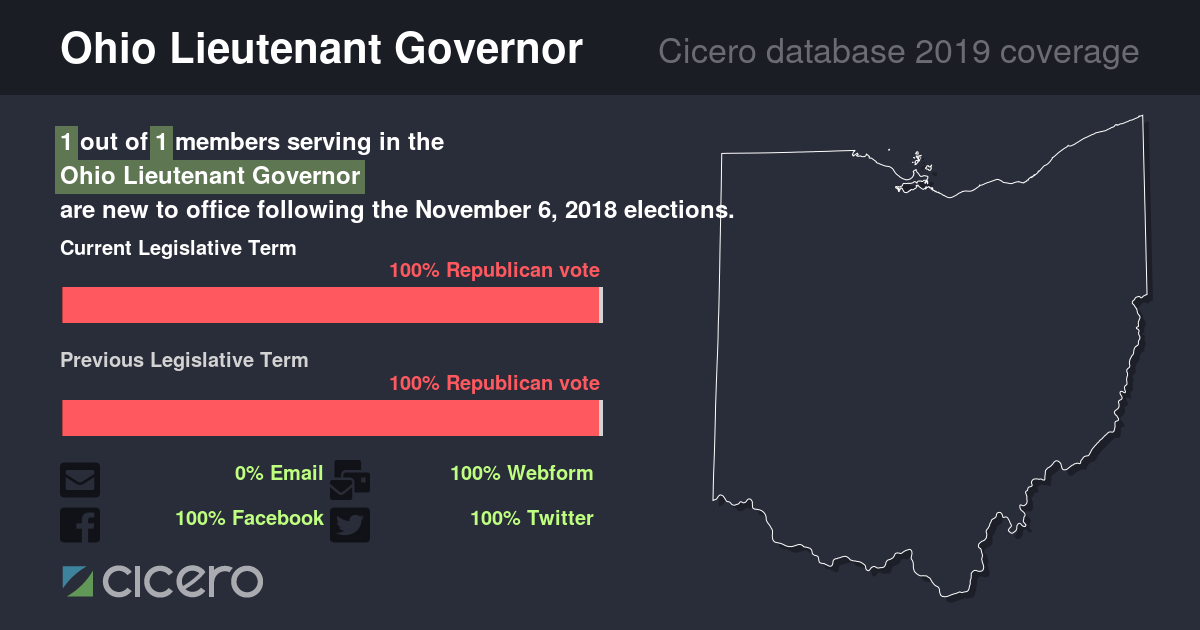 Ohio Lieutenant Governor
Cicero database 2019 coverage
1 out of 1 members serving in the
Ohio Lieutenant Governor
are new to office following the November 6, 2018 elections.
Current Legislative Term
100% Republican vote
Previous Legislative Term
100% Republican vote
0% Email
100% Webform
100% Facebook
100% Twitter
cicero